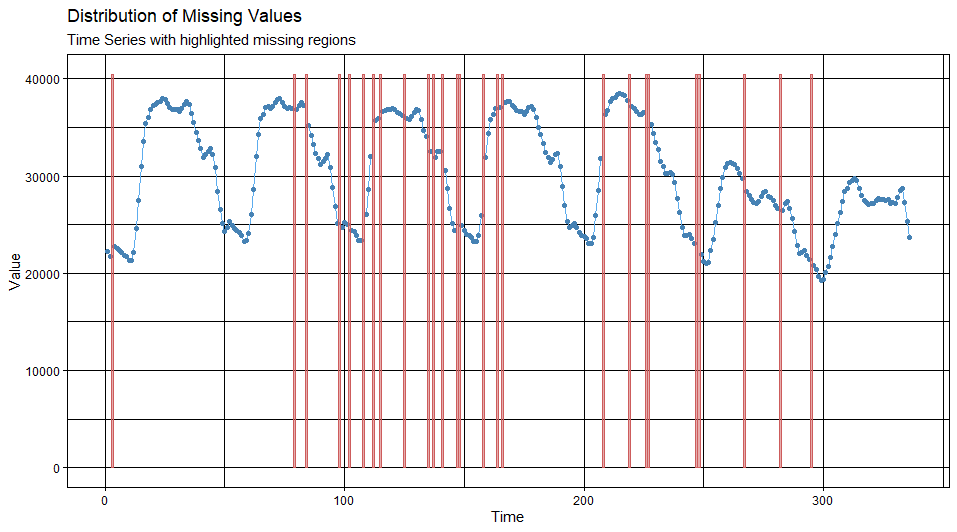 Distribution of Missing Values
Time Series with highlighted missing regions
40000
30000
20000
10000
0
Value
0 100 200 300
Time